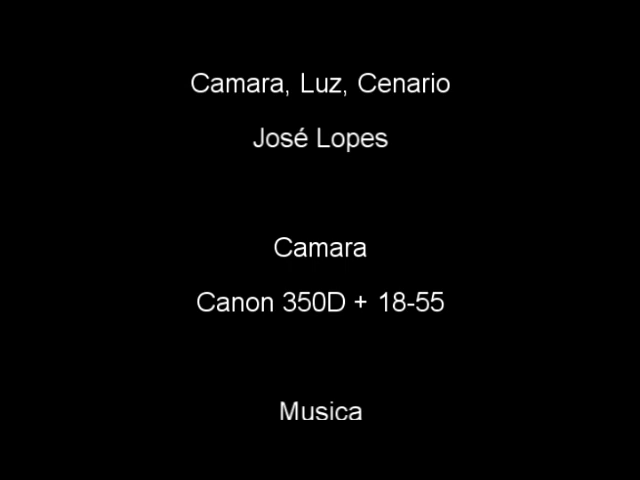 Camara, Luz, Cenario
José Lopes
Camara
Canon 350D + 18-55
Musica